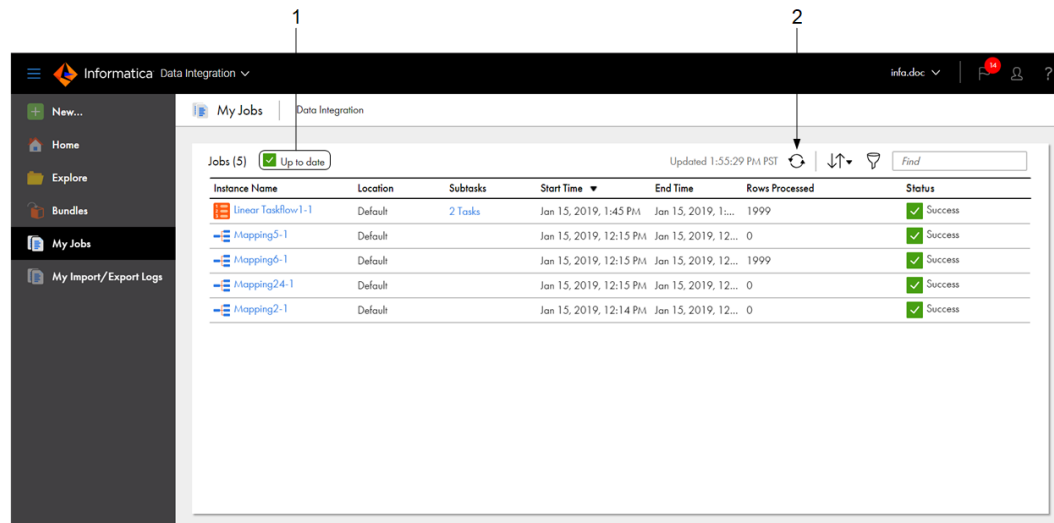 1 2
Informatica Data Integration infa.doc 14 ?
New... My Jobs Data Integration
Home
Explore
Bundles
My Jobs
My Import/Export Logs
Jobs (5) Up to date Updated 1:55:29 PM PST Find
Instance Name Location Subtasks Start Time End Time Rows Processed Status
Linear Taskflow1-1 Default 2 Tasks Jan 15, 2019, 1:45 PM Jan 15, 2019, 1:... 1999 Success
Mapping5-1 Default Jan 15, 2019, 12:15 PM Jan 15, 2019, 12... 0 Success
Mapping6-1 Default Jan 15, 2019, 12:15 PM Jan 15, 2019, 12... 1999 Success
Mapping24-1 Default Jan 15, 2019, 12:15 PM Jan 15, 2019, 12... 0 Success
Mapping2-1 Default Jan 15, 2019, 12:14 PM Jan 15, 2019, 12... 0 Success